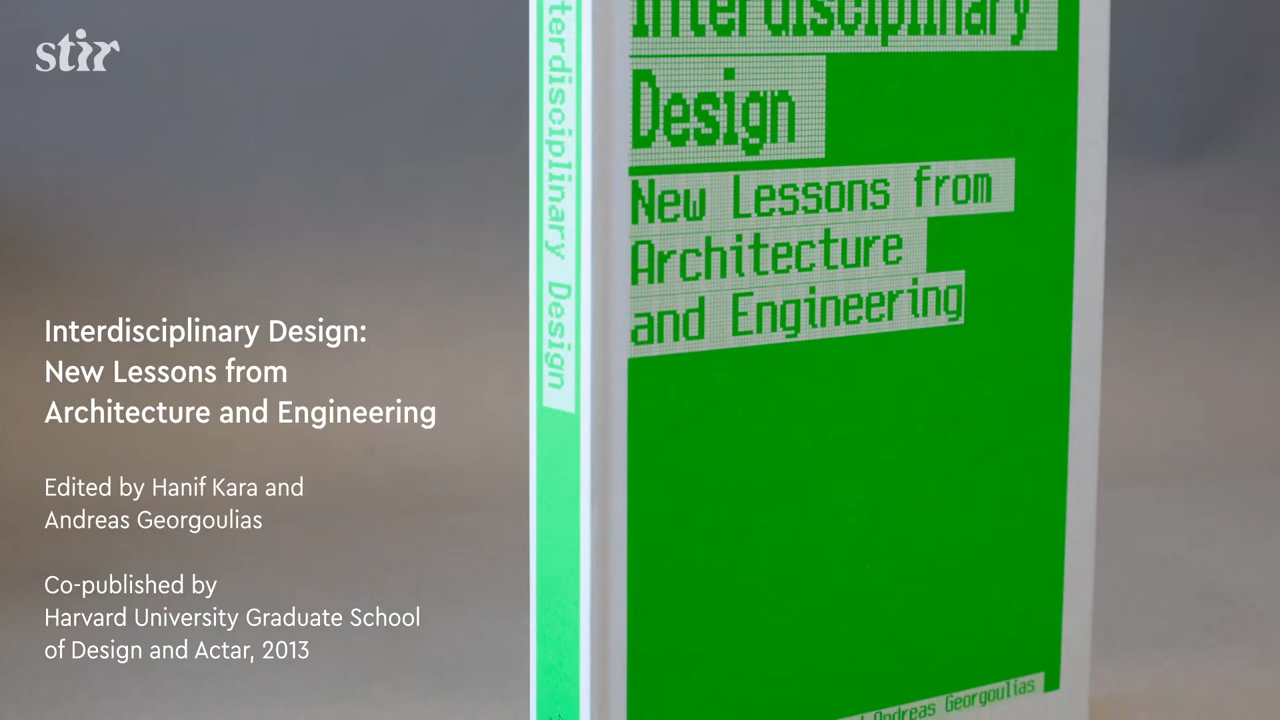 stir
Interdisciplinary Design:
New Lessons from
Architecture and Engineering
Edited by Hanif Kara and
Andreas Georgoulias
Co-published by
Harvard University Graduate School
of Design and Actar, 2013
terdisciplinary Design
Interdisciplinary
Design
New Lessons from
Architecture
and Engineering
Andreas Georgoulias